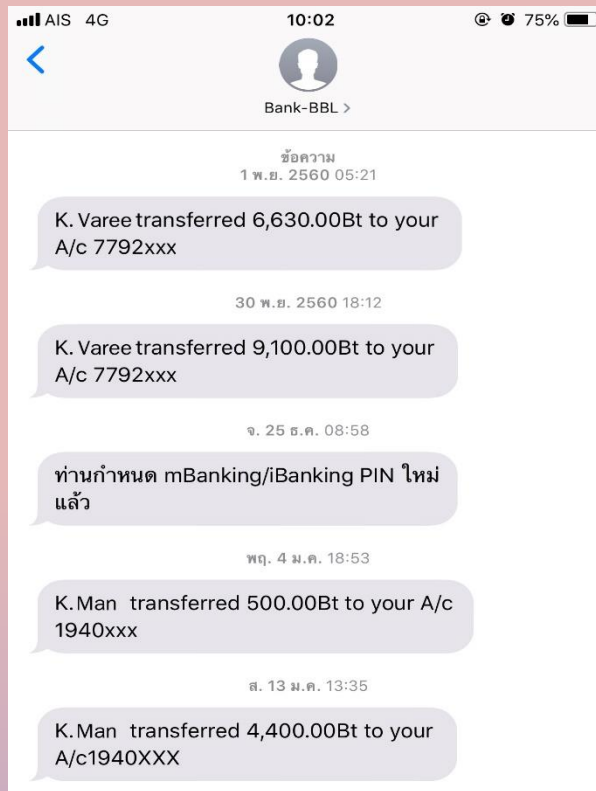 AIS 4G 10:02 75%
Bank-BBL >
ข้อความ
1 พ.ย. 2560 05:21
K. Varee transferred 6,630.00Bt to your
A/c 7792xxx
30 พ.ย. 2560 18:12
K. Varee transferred 9,100.00Bt to your
A/c 7792xxx
จ. 25 ธ.ค. 08:58
ท่านกำหนด mBanking/iBanking PIN ใหม่
แล้ว
พฤ. 4 ม.ค. 18:53
K.Man transferred 500.00Bt to your A/c
1940xxx
ส. 13 ม.ค. 13:35
K.Man transferred 4,400.00Bt to your
A/c1940XXX